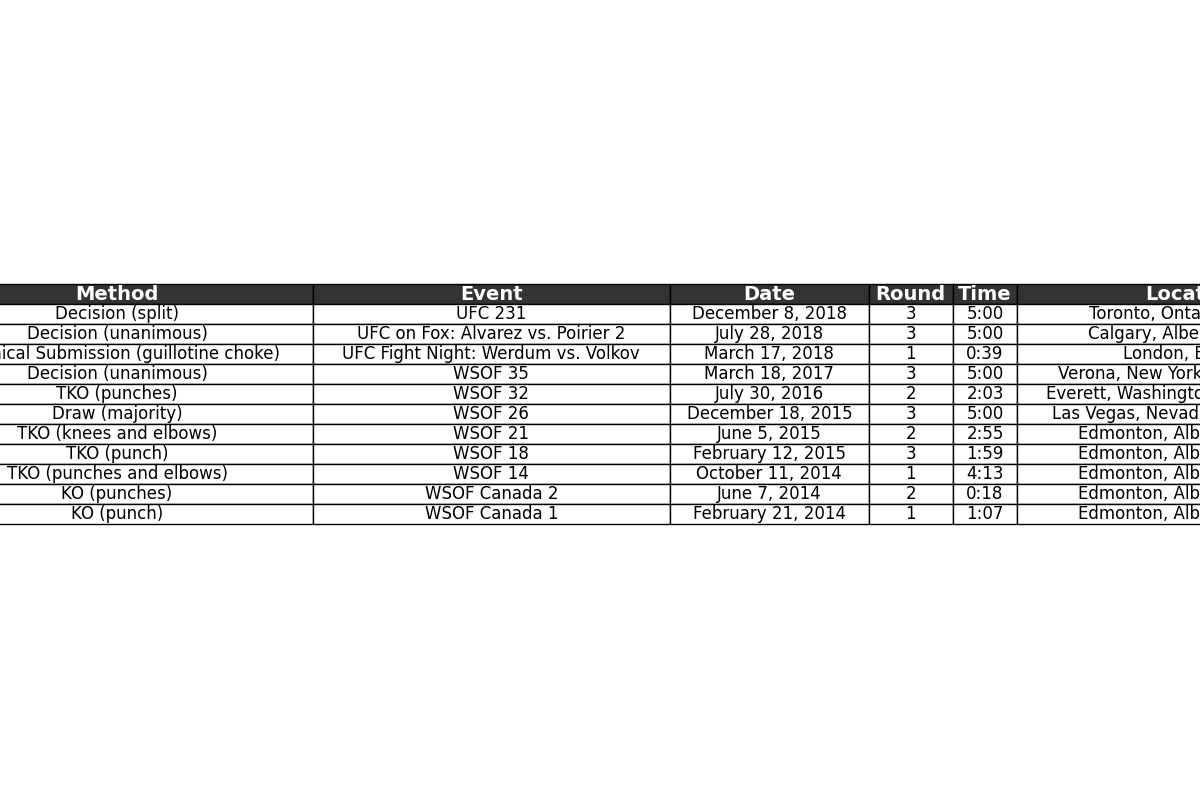 Method Event Date Round Time Locat
Decision (split) UFC 231 December 8, 2018 3 5:00 Toronto, Onta
Decision (unanimous) UFC on Fox: Alvarez vs. Poirier 2 July 28, 2018 3 5:00 Calgary, Albe
ical Submission (guillotine choke) UFC Fight Night: Werdum vs. Volkov March 17, 2018 1 0:39 London, E
Decision (unanimous) WSOF 35 March 18, 2017 3 5:00 Verona, New York
TKO (punches) WSOF 32 July 30, 2016 2 2:03 Everett, Washingto
Draw (majority) WSOF 26 December 18, 2015 3 5:00 Las Vegas, Nevad
TKO (knees and elbows) WSOF 21 June 5, 2015 2 2:55 Edmonton, Alb
TKO (punch) WSOF 18 February 12, 2015 3 1:59 Edmonton, Alb
TKO (punches and elbows) WSOF 14 October 11, 2014 1 4:13 Edmonton, Alb
KO (punches) WSOF Canada 2 June 7, 2014 2 0:18 Edmonton, Alb
KO (punch) WSOF Canada 1 February 21, 2014 1 1:07 Edmonton, Alb